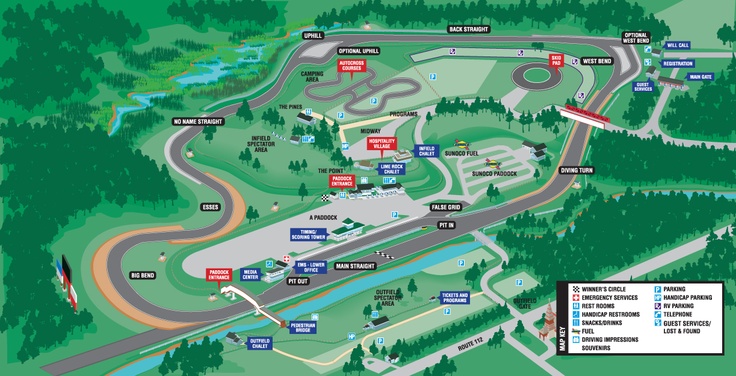 BACK STRAIGHT
UPHILL
OPTIONAL
WEST BEND
WILL CALL
OPTIONAL UPHILL
AUTOCROSS
COURSES
SKID
PAD
WEST BEND
REGISTRATION
CAMPING
AREA
MAIN GATE
GUEST
SERVICES
THE PINES
PROGRAMS
NO NAME STRAIGHT
MIDWAY
INFIELD
SPECTATOR
AREA
HOSPITALITY
VILLAGE
INFIELD
CHALET
SUNOCO FUEL
LIME ROCK
CHALET
THE POINT
PADDOCK
ENTRANCE
SUNOCO PADDOCK
DIVING TURN
ESSES
FALSE GRID
A PADDOCK
PIT IN
TIMING/
SCORING TOWER
MAIN STRAIGHT
EMS - LOWER
OFFICE
MEDIA
CENTER
BIG BEND
PADDOCK
ENTRANCE
PIT OUT
OUTFIELD
SPECTATOR
AREA
TICKETS AND
PROGRAMS
OUTFIELD
GATE
PEDESTRIAN
BRIDGE
OUTFIELD
CHALET
ROUTE 112
MAP KEY
WINNER'S CIRCLE
EMERGENCY SERVICES
REST ROOMS
HANDICAP RESTROOMS
SNACKS/DRINKS
FUEL
DRIVING IMPRESSIONS
SOUVENIRS
PARKING
HANDICAP PARKING
RV PARKING
TELEPHONE
GUEST SERVICES/
LOST & FOUND